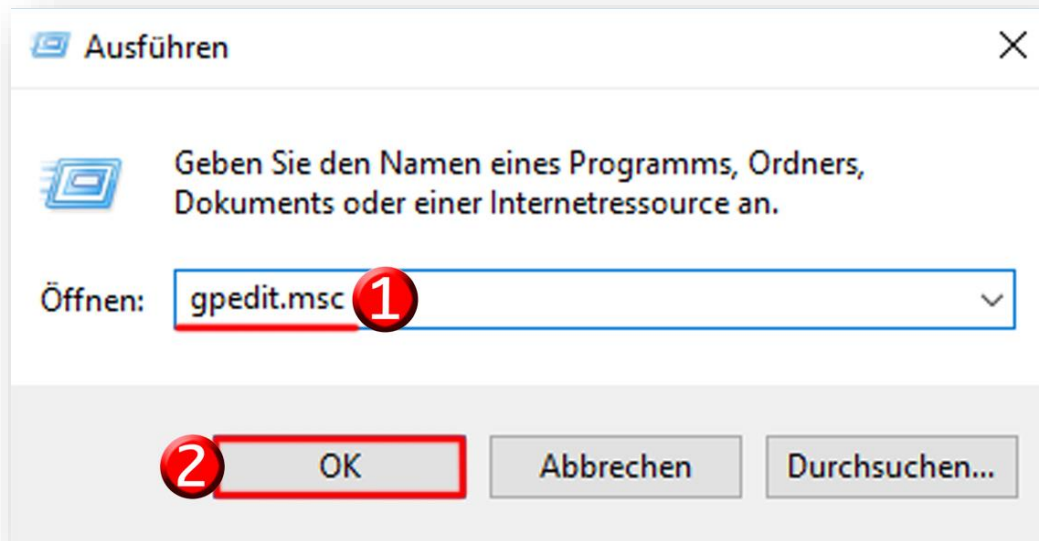 Ausführen
Geben Sie den Namen eines Programms, Ordners,
Dokuments oder einer Internetressource an.
Öffnen: gpedit.msc 1
2 OK Abbrechen Durchsuchen...